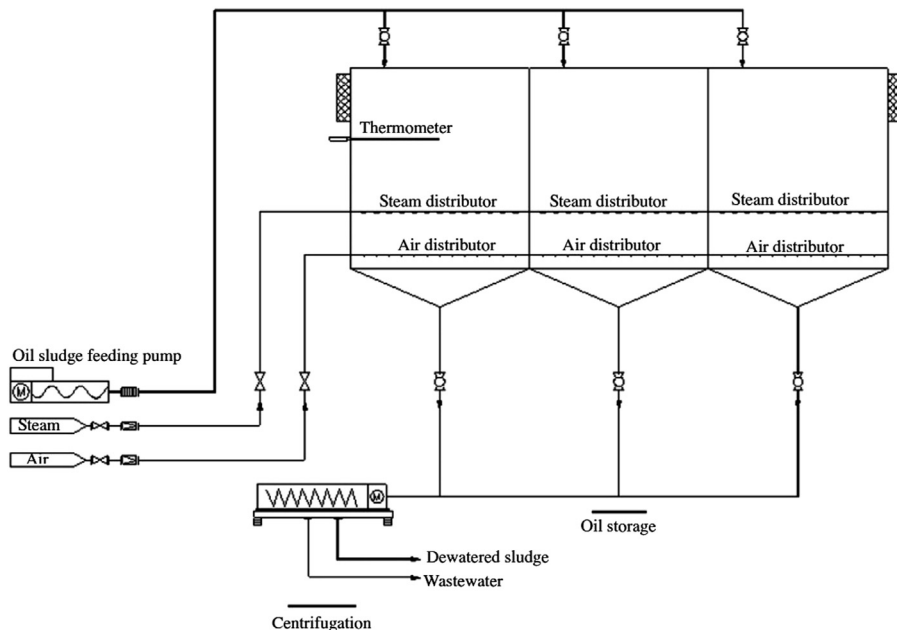 Thermometer
Steam distributor
Steam distributor
Steam distributor
Air distributor
Air distributor
Air distributor
Oil sludge feeding pump
M
Steam
Air
M
Oil storage
Dewatered sludge
Wastewater
Centrifugation